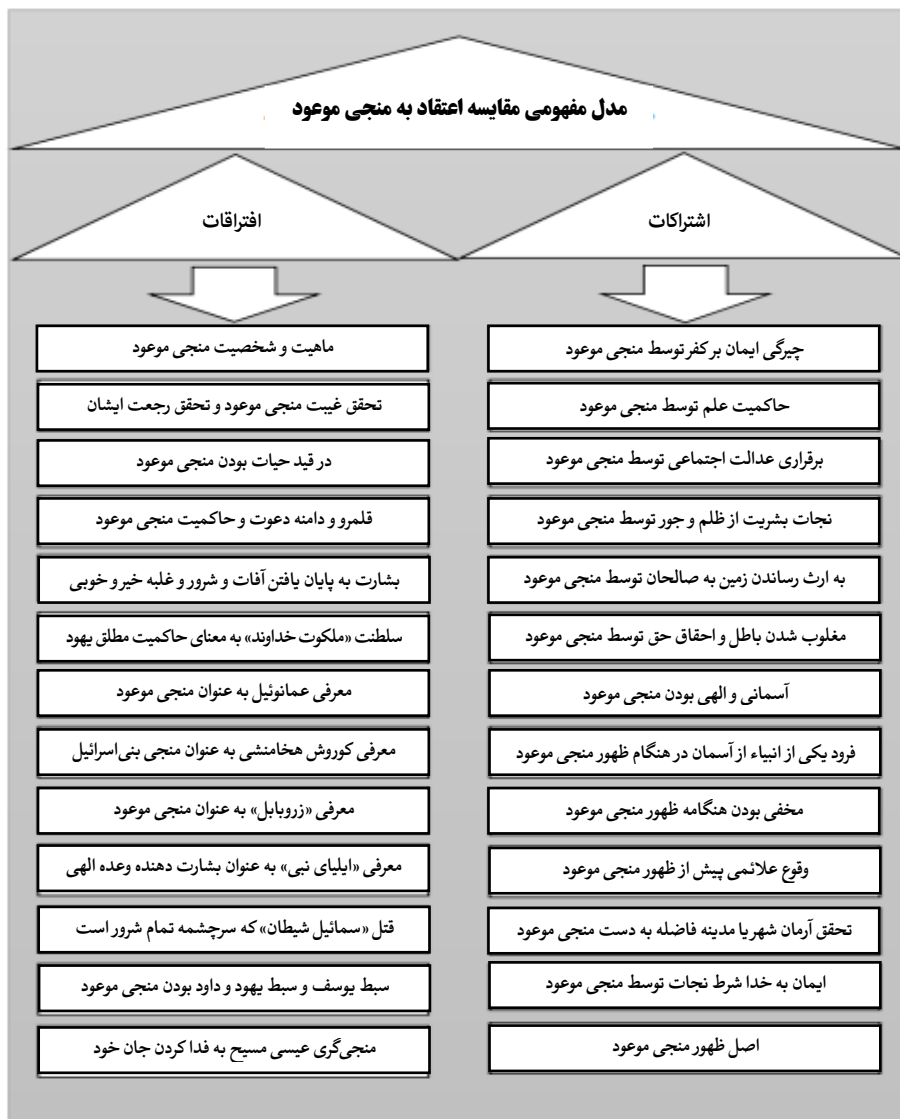 مدل مفهومی مقایسه اعتقاد به منجی موعود
اشتراکات
افتراقات
چیرگی ایمان بر کفر توسط منجی موعود
حاکمیت علم توسط منجی موعود
برقراری عدالت اجتماعی توسط منجی موعود
نجات بشریت از ظلم و جور توسط منجی موعود
به ارث رساندن زمین به صالحان توسط منجی موعود
مغلوب شدن باطل و احقاق حق توسط منجی موعود
آسمانی و الهی بودن منجی موعود
فرود یکی از انبیاء از آسمان در هنگام ظهور منجی موعود
مخفی بودن هنگامه ظهور منجی موعود
وقوع علائمی پیش از ظهور منجی موعود
تحقق آرمان شهر یا مدینه فاضله به دست منجی موعود
ایمان به خدا شرط نجات توسط منجی موعود
اصل ظهور منجی موعود
ماهیت و شخصیت منجی موعود
تحقق غیبت منجی موعود و تحقق رجعت ایشان
در قید حیات بودن منجی موعود
قلمرو و دامنه دعوت و حاکمیت منجی موعود
بشارت به پایان یافتن آفات و شرور و غلبه خیر و خوبی
سلطنت «ملکوت خداوند» به معنای حاکمیت مطلق یهود
معرفی عمانوئیل به عنوان منجی موعود
معرفی کوروش هخامنشی به عنوان منجی بنی‌اسرائیل
معرفی «زروبابل» به عنوان منجی موعود
معرفی «ایلیای نبی» به عنوان بشارت دهنده وعده الهی
قتل «سمائیل شیطان» که سرچشمه تمام شرور است
سبط یوسف و سبط یهود و داود بودن منجی موعود
منجی‌گری عیسی مسیح به فدا کردن جان خود